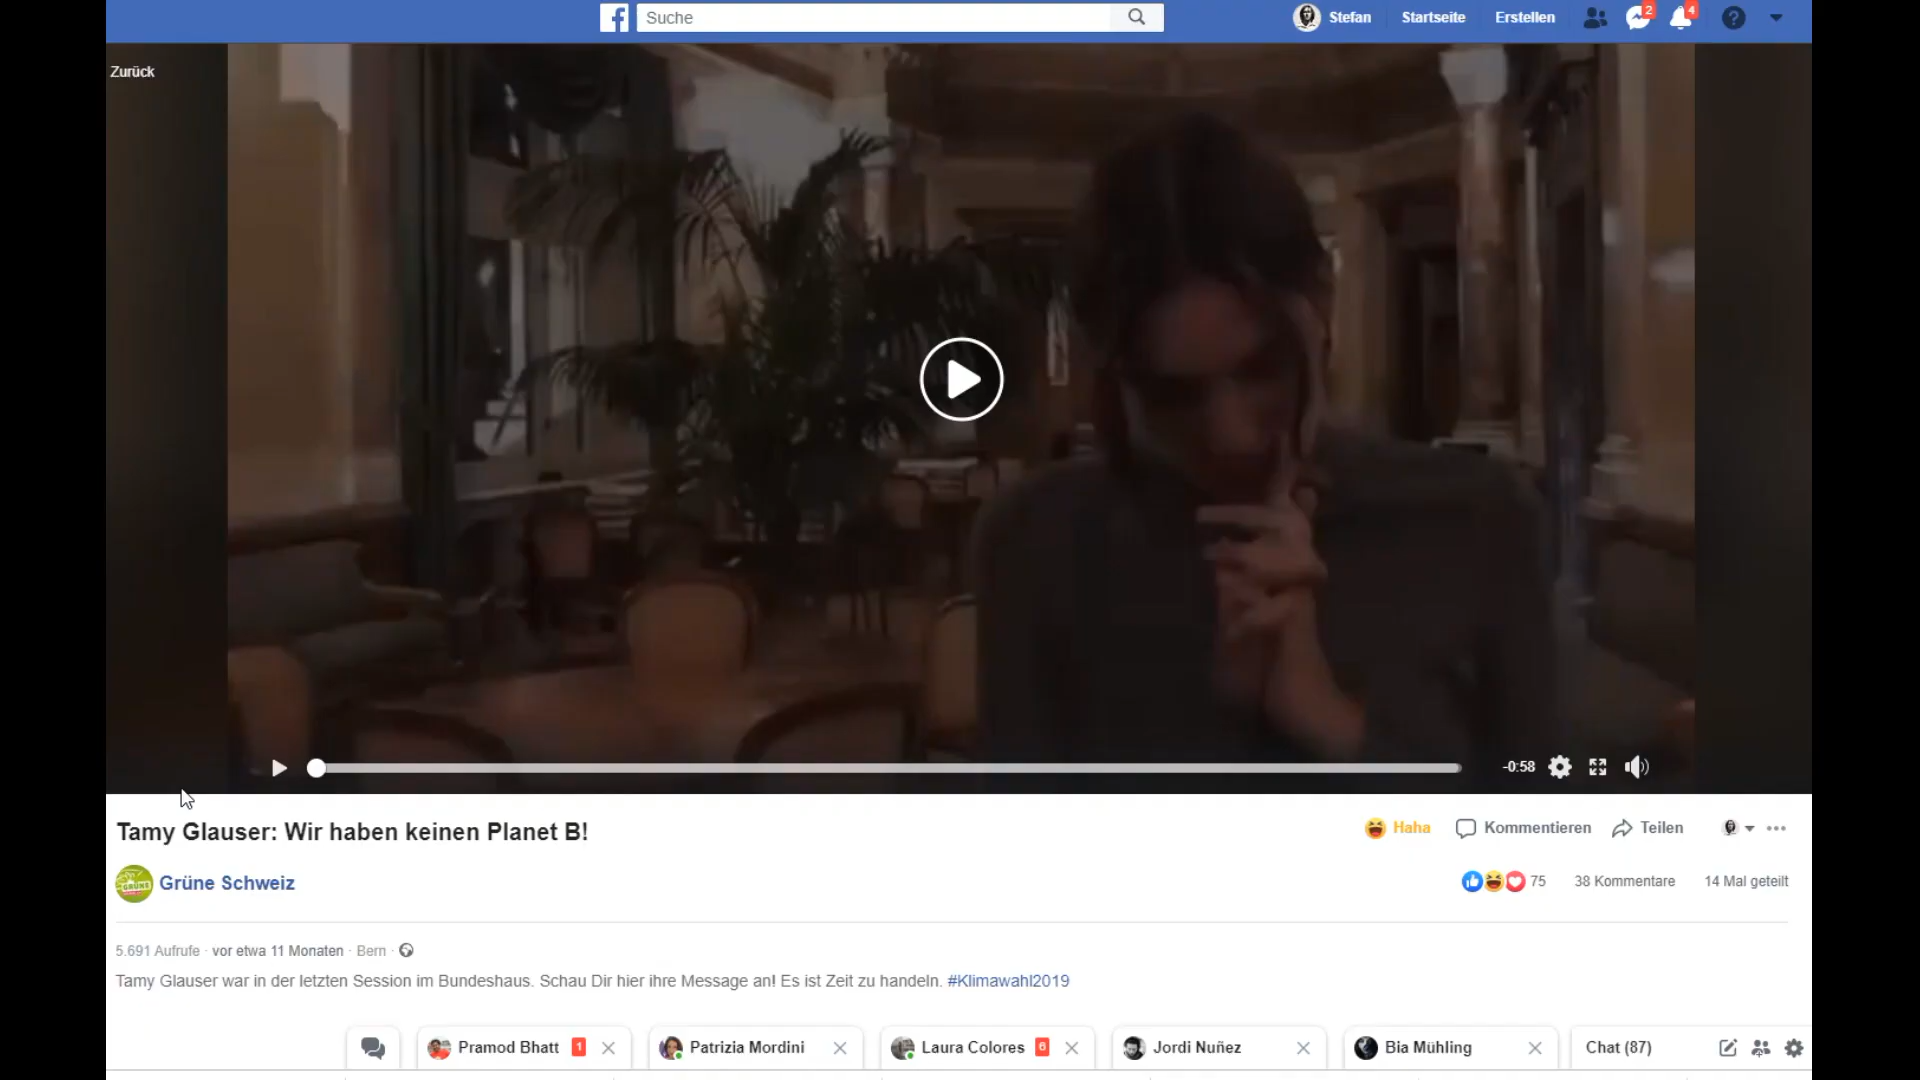 Suche
Stefan
Startseite
Erstellen
2
4
Zurück
-0:58
Tamy Glauser: Wir haben keinen Planet B!
Haha
Kommentieren
Teilen
GRÜNE
Grüne Schweiz
75
38 Kommentare
14 Mal geteilt
5.691 Aufrufe · vor etwa 11 Monaten · Bern ·
Tamy Glauser war in der letzten Session im Bundeshaus. Schau Dir hier ihre Message an! Es ist Zeit zu handeln. #Klimawahl2019
Pramod Bhatt 1
Patrizia Mordini
Laura Colores 6
Jordi Nuñez
Bia Mühling
Chat (87)